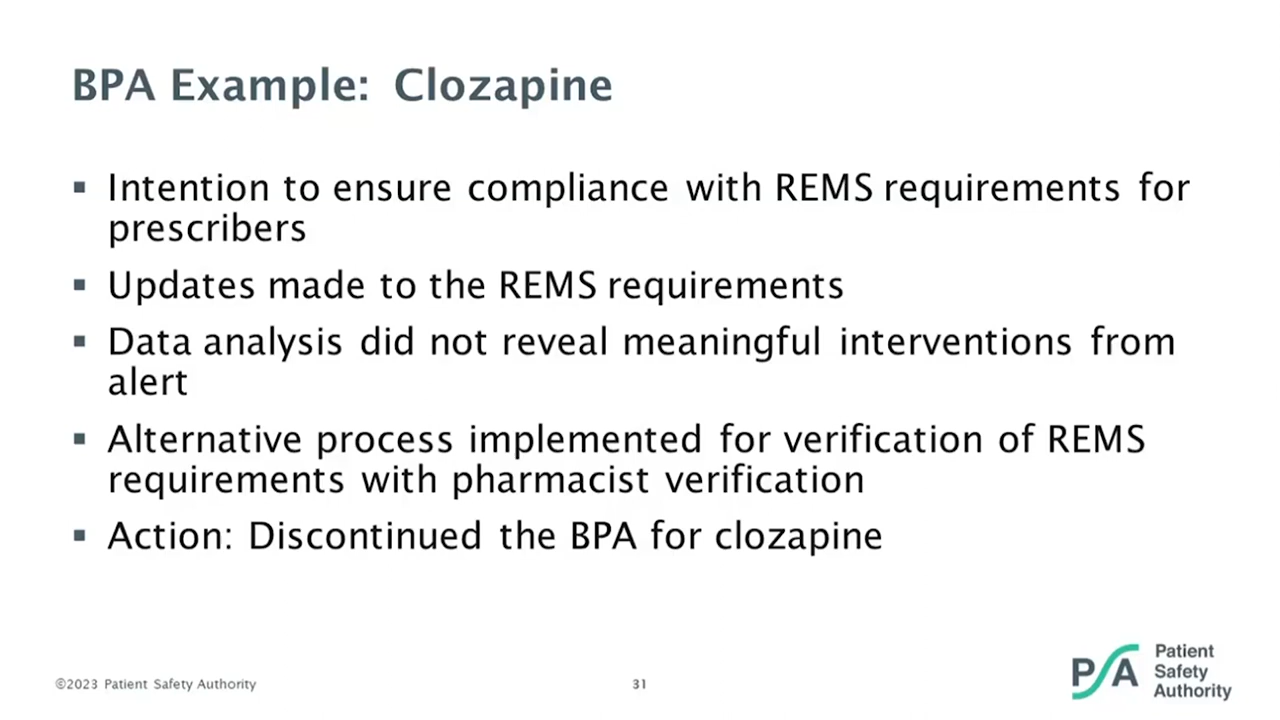 BPA Example: Clozapine
▪ Intention to ensure compliance with REMS requirements for
prescribers
▪ Updates made to the REMS requirements
▪ Data analysis did not reveal meaningful interventions from
alert
▪ Alternative process implemented for verification of REMS
requirements with pharmacist verification
▪ Action: Discontinued the BPA for clozapine
©2023 Patient Safety Authority
31
PSA
Patient
Safety
Authority